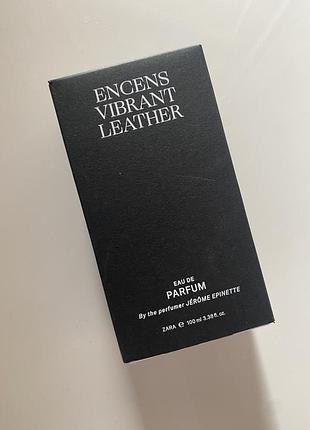 ENCENS
VIBRANT
LEATHER
EAU DE
PARFUM
By the perfumer JÉRÔME EPINETTE
ZARA ℮ 100 ml 3.38 fl. oz.